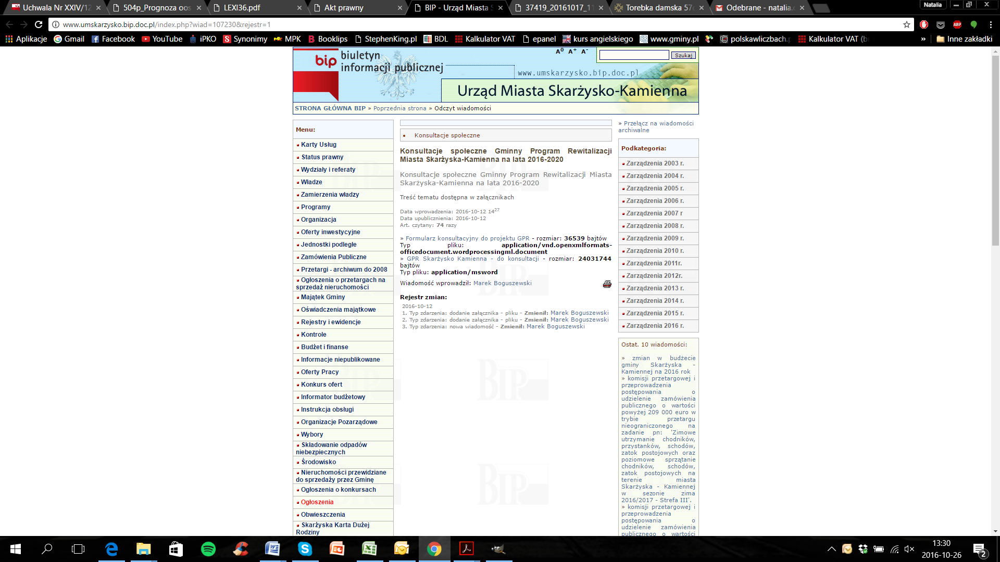 Uchwala Nr XXIV/12
504p_Prognoza oos
LEXI36.pdf
Akt prawny
BIP - Urząd Miasta S
37419_20161017_11
Torebka damska 57
Odebrane - natalia.
Natalia
www.umskarzysko.bip.doc.pl/index.php?wiad=107230&rejestr=1
Aplikacje
Gmail
Facebook
YouTube
iPKO
Synonimy
MPK
Booklips
StephenKing.pl
BDL
Kalkulator VAT
epanel
kurs angielskiego
www.gminy.pl
polskawliczbach.p
Kalkulator VAT (b
»
Inne zakładki
bip
biuletyn
informacji publicznej
A0 A+ A-
Szukaj
www.umskarzysko.bip.doc.pl
Urząd Miasta Skarżysko-Kamienna
STRONA GŁÓWNA BIP » Poprzednia strona » Odczyt wiadomości
Menu:
Karty Usług
Status prawny
Wydziały i referaty
Władze
Zamierzenia władzy
Programy
Organizacja
Oferty inwestycyjne
Jednostki podległe
Zamówienia Publiczne
Przetargi - archiwum do 2008
Ogłoszenia o przetargach na
sprzedaż nieruchomości
Majątek Gminy
Oświadczenia majątkowe
Rejestry i ewidencje
Kontrole
Budżet i finanse
Informacje niepublikowane
Oferty Pracy
Konkurs ofert
Informator budżetowy
Instrukcja obsługi
Organizacje Pozarządowe
Wybory
Składowanie odpadów
niebezpiecznych
Środowisko
Nieruchomości przewidziane
do sprzedaży przez Gminę
Ogłoszenia o konkursach
Ogłoszenia
Obwieszczenia
Skarżyska Karta Dużej
Rodziny
Konsultacje społeczne
Konsultacje społeczne Gminny Program Rewitalizacji
Miasta Skarżyska-Kamienna na lata 2016-2020
Konsultacje społeczne Gminny Program Rewitalizacji Miasta
Skarżyska-Kamienna na lata 2016-2020
Treść tematu dostępna w załącznikach
Data wprowadzenia: 2016-10-12 1427
Data upublicznienia: 2016-10-12
Art. czytany: 74 razy
» Formularz konsultacyjny do projektu GPR - rozmiar: 36539 bajtów
Typ pliku: application/vnd.openxmlformats-
officedocument.wordprocessingml.document
» GPR Skarżysko Kamienna - do konsultacji - rozmiar: 24031744
bajtów
Typ pliku: application/msword
Wiadomość wprowadził: Marek Boguszewski
Rejestr zmian:
2016-10-12
1. Typ zdarzenia: dodanie załącznika - pliku - Zmienił: Marek Boguszewski
2. Typ zdarzenia: dodanie załącznika - pliku - Zmienił: Marek Boguszewski
3. Typ zdarzenia: nowa wiadomość - Zmienił: Marek Boguszewski
BIP
BIP
BIP
» Przełącz na wiadomości
archiwalne
Podkategoria:
Zarządzenia 2003 r.
Zarządzenia 2004 r.
Zarządzenia 2005 r.
Zarządzenia 2006 r.
Zarządzenia 2007 r
Zarządzenia 2008 r.
Zarządzenia 2009 r.
Zarządzenia 2010 r.
Zarządzenia 2011r.
Zarządzenia 2012r.
Zarządzenia 2013 r.
Zarządzenia 2014 r.
Zarządzenia 2015 r.
Zarządzenia 2016 r.
Ostat. 10 wiadomości:
» zmian w budżecie
gminy Skarżyska -
Kamiennej na 2016 rok
» komisji przetargowej i
przeprowadzenia
postępowania o
udzielenie zamówienia
publicznego o wartości
powyżej 209 000 euro w
trybie przetargu
nieograniczonego na
zadanie pn: 'Zimowe
utrzymanie chodników,
przystanków, schodów,
zatok postojowych oraz
poziomowe sprzątanie
chodników, schodów,
zatok postojowych na
terenie miasta
Skarżyska - Kamiennej
w sezonie zima
2016/2017 - Strefa III'.
» komisji przetargowej i
przeprowadzenia
postępowania o
udzielenie zamówienia
publicznego o wartości
13:30
2016-10-26
2